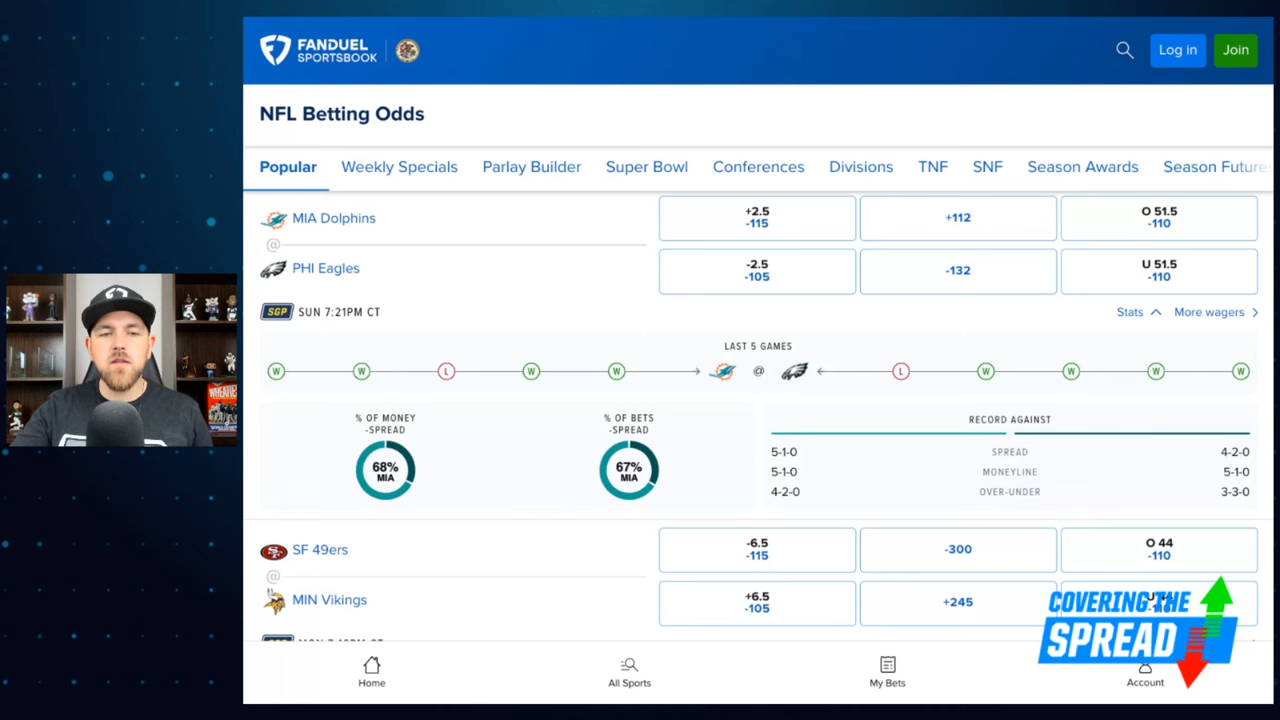 FANDUEL
SPORTSBOOK
Log in
Join
NFL Betting Odds
Popular Weekly Specials Parlay Builder Super Bowl Conferences Divisions TNF SNF Season Awards Season Future
MIA Dolphins
+2.5
-115
+112
O 51.5
-110
@
PHI Eagles
-2.5
-105
-132
U 51.5
-110
SGP SUN 7:21PM CT
Stats
More wagers
LAST 5 GAMES
W W L W W @ L W W W W
% OF MONEY
-SPREAD
68%
MIA
% OF BETS
-SPREAD
67%
MIA
RECORD AGAINST
5-1-0 SPREAD 4-2-0
5-1-0 MONEYLINE 5-1-0
4-2-0 OVER-UNDER 3-3-0
SF 49ers
-6.5
-115
-300
O 44
-110
@
MIN Vikings
+6.5
-105
+245
COVERING THE
SPREAD
Home
All Sports
My Bets
Account
WHEATIES